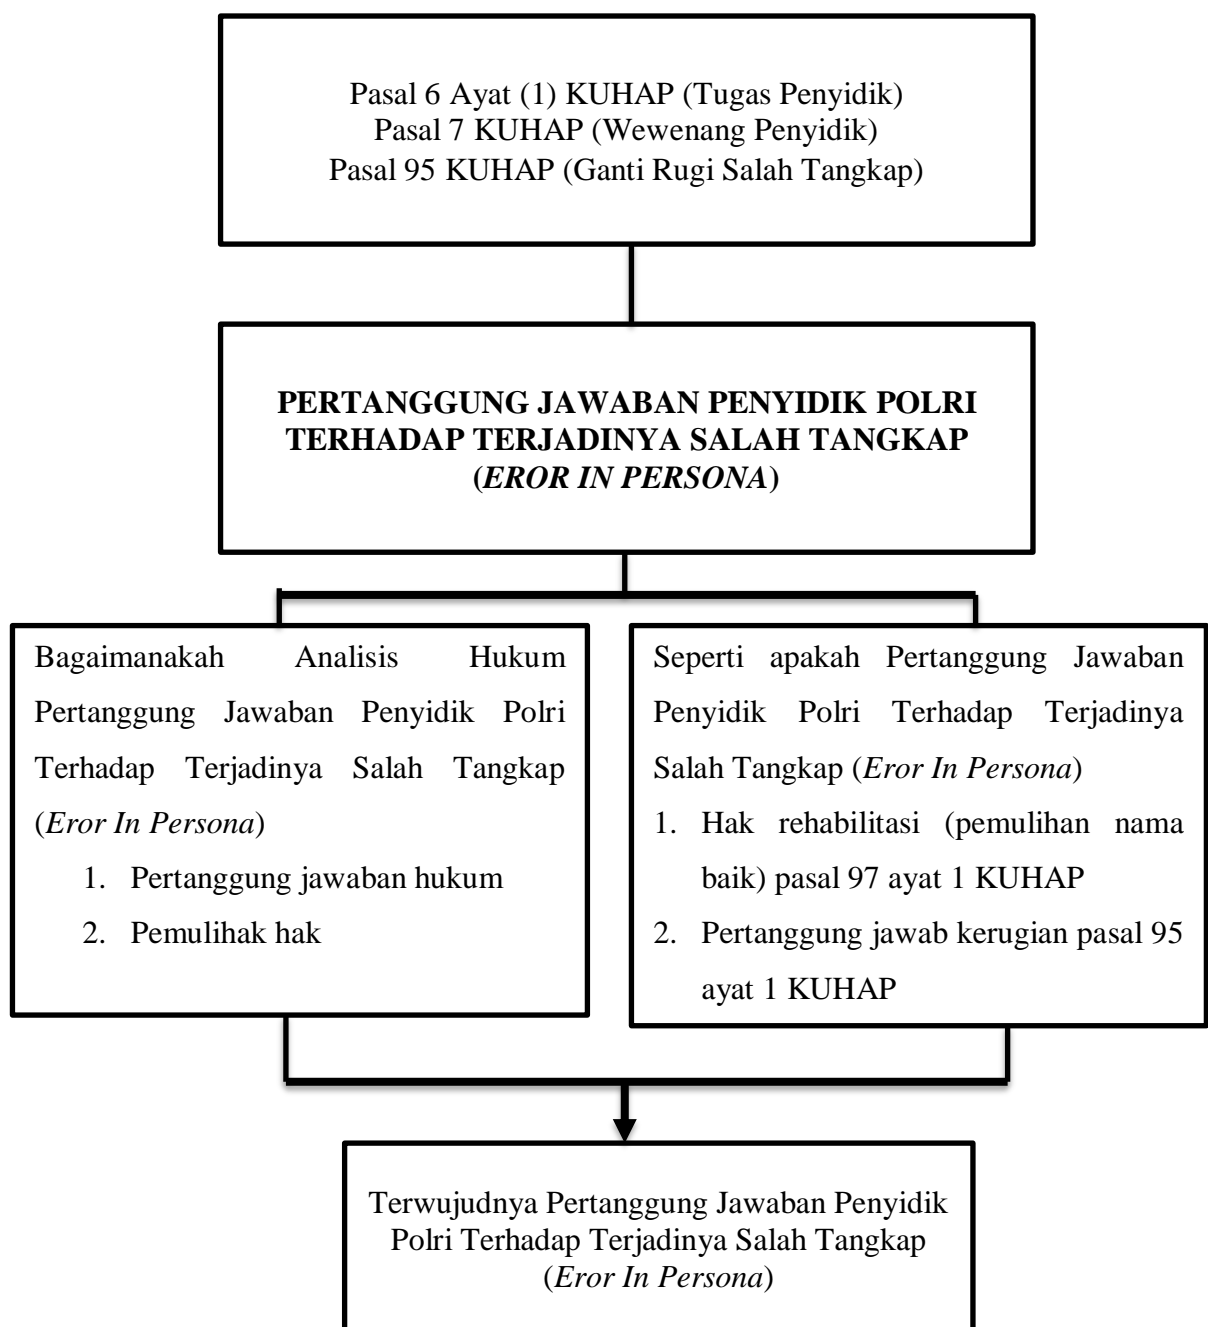 Pasal 6 Ayat (1) KUHAP (Tugas Penyidik)
Pasal 7 KUHAP (Wewenang Penyidik)
Pasal 95 KUHAP (Ganti Rugi Salah Tangkap)
PERTANGGUNG JAWABAN PENYIDIK POLRI
TERHADAP TERJADINYA SALAH TANGKAP
(EROR IN PERSONA)
Bagaimanakah Analisis Hukum
Pertanggung Jawaban Penyidik Polri
Terhadap Terjadinya Salah Tangkap
(Eror In Persona)
1. Pertanggung jawaban hukum
2. Pemulihak hak
Seperti apakah Pertanggung Jawaban
Penyidik Polri Terhadap Terjadinya
Salah Tangkap (Eror In Persona)
1. Hak rehabilitasi (pemulihan nama
baik) pasal 97 ayat 1 KUHAP
2. Pertanggung jawab kerugian pasal 95
ayat 1 KUHAP
Terwujudnya Pertanggung Jawaban Penyidik
Polri Terhadap Terjadinya Salah Tangkap
(Eror In Persona)